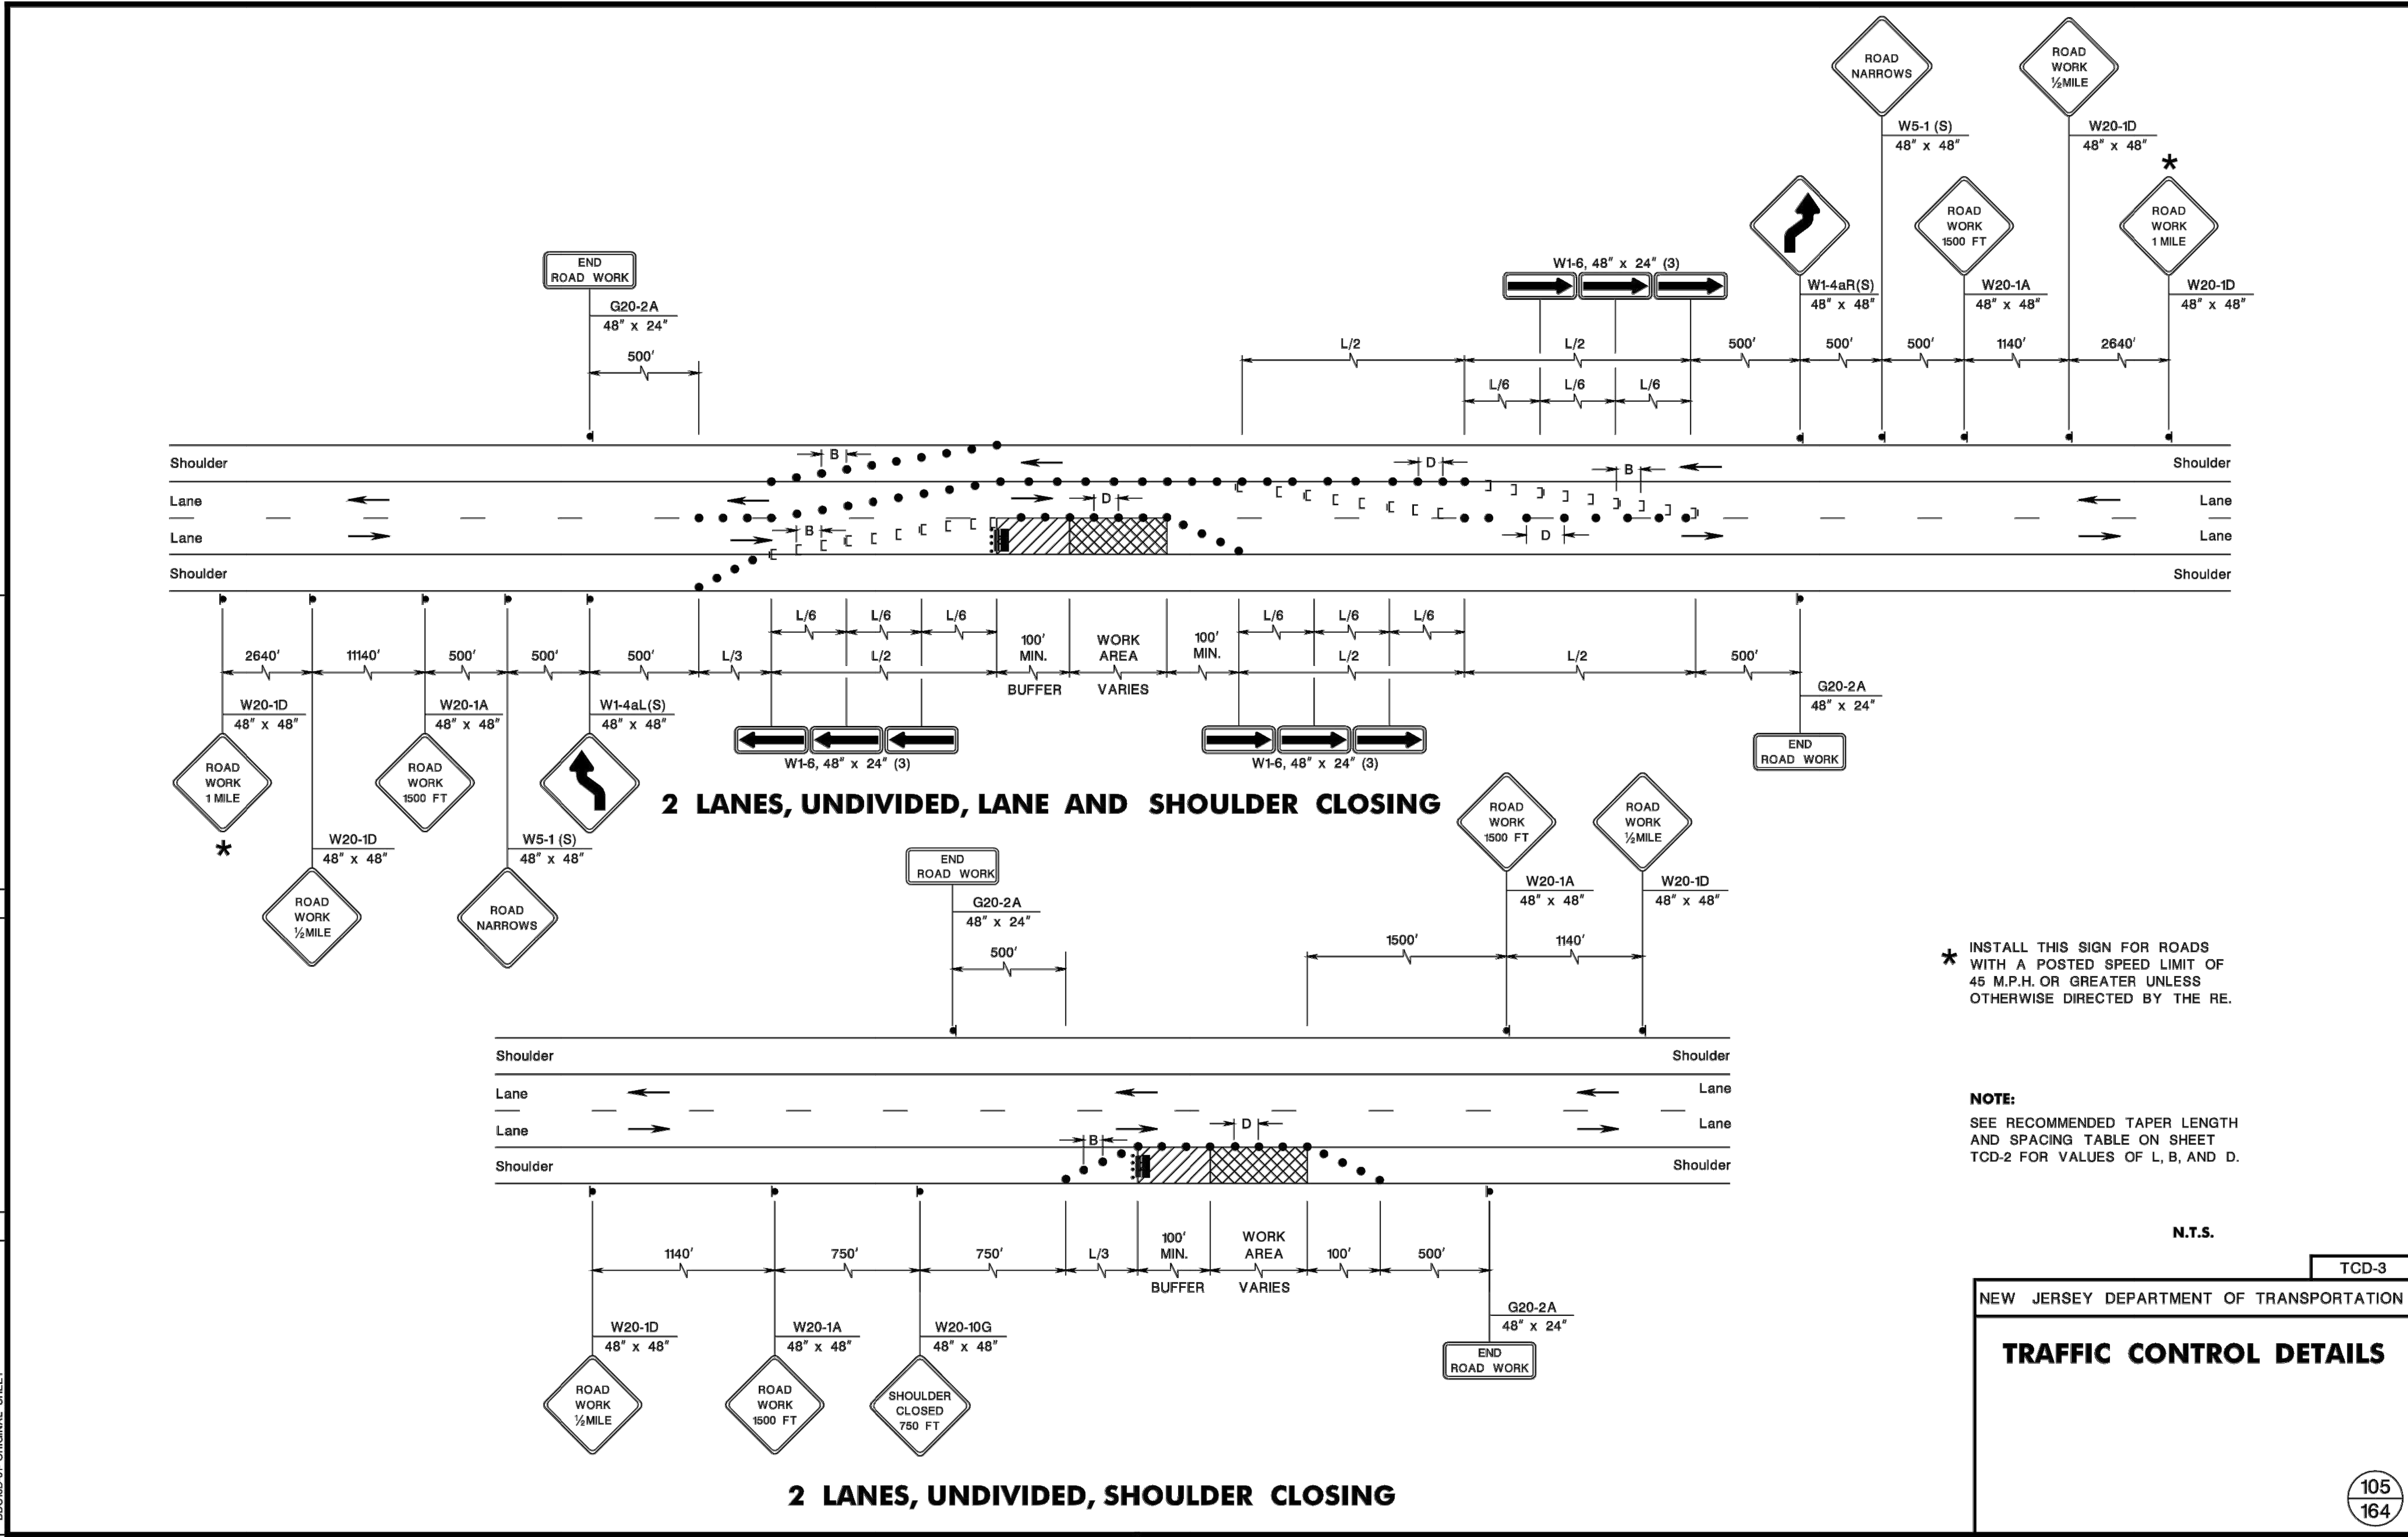 ROAD
NARROWS
W5-1 (S)
48" x 48"
ROAD
WORK
½MILE
W20-1D
48" x 48"
*
W1-4aR(S)
48" x 48"
ROAD
WORK
1500 FT
W20-1A
48" x 48"
ROAD
WORK
1 MILE
W20-1D
48" x 48"
END
ROAD WORK
G20-2A
48" x 24"
500'
W1-6, 48" x 24" (3)
L/2
L/2
500'
500'
500'
1140'
2640'
L/6
L/6
L/6
Shoulder
B
D
B
Shoulder
Lane
D
Lane
Lane
B
D
Lane
Shoulder
Shoulder
L/6
L/6
L/6
L/6
L/6
L/6
2640'
11140'
500'
500'
500'
L/3
L/2
100'
MIN.
BUFFER
WORK
AREA
VARIES
100'
MIN.
L/2
L/2
500'
W20-1D
48" x 48"
W20-1A
48" x 48"
W1-4aL(S)
48" x 48"
G20-2A
48" x 24"
END
ROAD WORK
ROAD
WORK
1 MILE
*
ROAD
WORK
1500 FT
W1-6, 48" x 24" (3)
W1-6, 48" x 24" (3)
2 LANES, UNDIVIDED, LANE AND SHOULDER CLOSING
W20-1D
48" x 48"
ROAD
WORK
½MILE
W5-1 (S)
48" x 48"
ROAD
NARROWS
END
ROAD WORK
G20-2A
48" x 24"
500'
ROAD
WORK
1500 FT
W20-1A
48" x 48"
ROAD
WORK
½MILE
W20-1D
48" x 48"
1500'
1140'
* INSTALL THIS SIGN FOR ROADS
WITH A POSTED SPEED LIMIT OF
45 M.P.H. OR GREATER UNLESS
OTHERWISE DIRECTED BY THE RE.
Shoulder
Shoulder
Lane
Lane
Lane
B
D
Lane
Shoulder
Shoulder
NOTE:
SEE RECOMMENDED TAPER LENGTH
AND SPACING TABLE ON SHEET
TCD-2 FOR VALUES OF L, B, AND D.
1140'
750'
750'
L/3
100'
MIN.
BUFFER
WORK
AREA
VARIES
100'
500'
W20-1D
48" x 48"
ROAD
WORK
½MILE
W20-1A
48" x 48"
ROAD
WORK
1500 FT
W20-10G
48" x 48"
SHOULDER
CLOSED
750 FT
G20-2A
48" x 24"
END
ROAD WORK
2 LANES, UNDIVIDED, SHOULDER CLOSING
N.T.S.
TCD-3
NEW JERSEY DEPARTMENT OF TRANSPORTATION
TRAFFIC CONTROL DETAILS
105
164